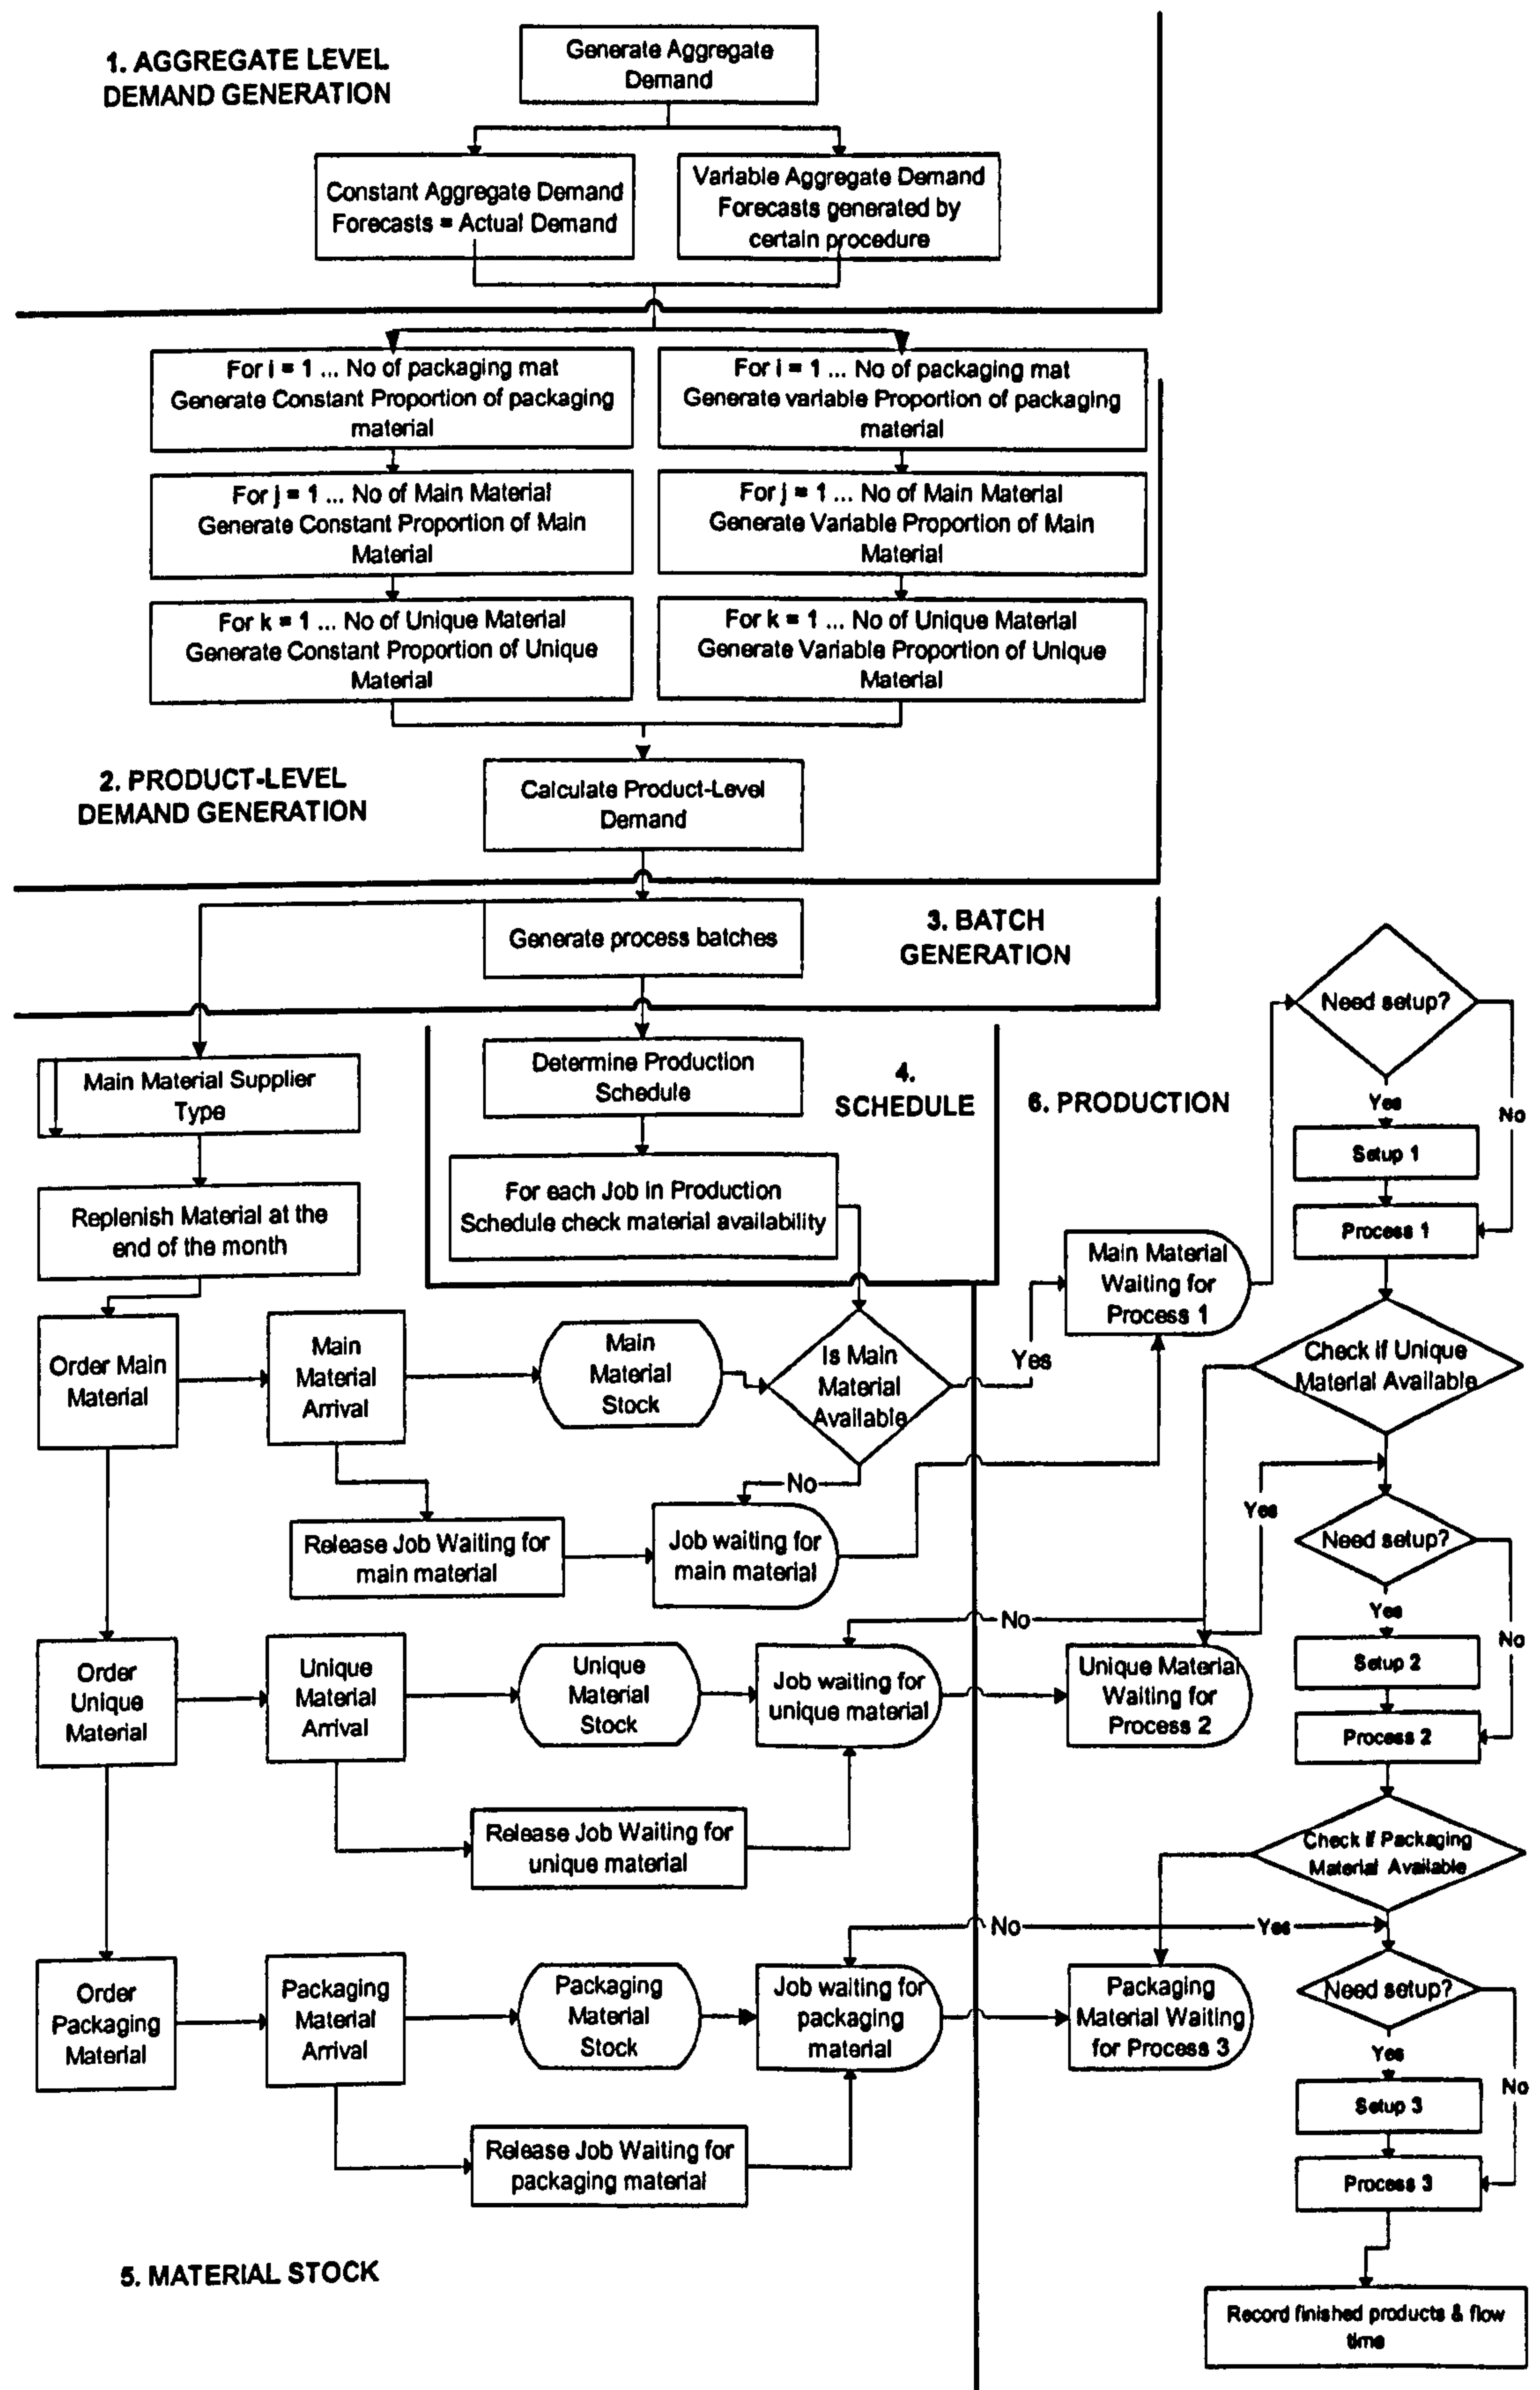 1. AGGREGATE LEVEL
DEMAND GENERATION
Generate Aggregate
Demand
Constant Aggregate Demand
Forecasts = Actual Demand
Variable Aggregate Demand
Forecasts generated by
certain procedure
For i = 1 ... No of packaging mat
Generate Constant Proportion of packaging
material
For i = 1 ... No of packaging mat
Generate variable Proportion of packaging
material
For j = 1 ... No of Main Material
Generate Constant Proportion of Main
Material
For j = 1 ... No of Main Material
Generate Variable Proportion of Main
Material
For k = 1 ... No of Unique Material
Generate Constant Proportion of Unique
Material
For k = 1 ... No of Unique Material
Generate Variable Proportion of Unique
Material
2. PRODUCT-LEVEL
DEMAND GENERATION
Calculate Product-Level
Demand
Generate process batches
3. BATCH
GENERATION
Main Material Supplier
Type
Replenish Material at the
end of the month
Determine Production
Schedule
4.
SCHEDULE
For each Job in Production
Schedule check material availability
6. PRODUCTION
Need setup?
Yes
No
Setup 1
Process 1
Main Material
Waiting for
Process 1
Order Main
Material
Main
Material
Arrival
Main
Material
Stock
Is Main
Material
Available
Yes
No
Check if Unique
Material Available
Release Job Waiting for
main material
Job waiting for
main material
Yes
Need setup?
Yes
No
Setup 2
Process 2
No
Order
Unique
Material
Unique
Material
Arrival
Unique
Material
Stock
Job waiting for
unique material
Unique Material
Waiting for
Process 2
Release Job Waiting for
unique material
Check if Packaging
Material Available
No
Yes
Order
Packaging
Material
Packaging
Material
Arrival
Packaging
Material
Stock
Job waiting for
packaging
material
Packaging
Material Waiting
for Process 3
Need setup?
Yes
No
Setup 3
Process 3
Release Job Waiting for
packaging material
5. MATERIAL STOCK
Record finished products & flow
time